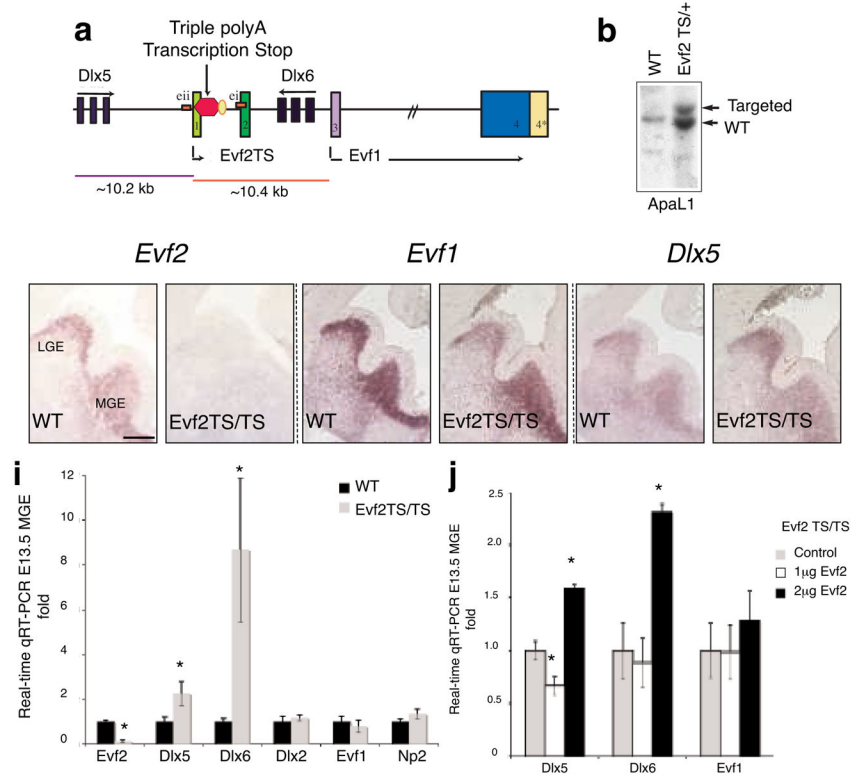 a
Triple polyA
Transcription Stop
Dlx5
eii
ei
Dlx6
1
2
3
4
4*
Evf2TS
Evf1
~10.2 kb
~10.4 kb
b
WT
Evf2 TS/+
Targeted
WT
ApaL1
Evf2
Evf1
Dlx5
LGE
MGE
WT
Evf2TS/TS
WT
Evf2TS/TS
WT
Evf2TS/TS
i
Real-time qRT-PCR E13.5 MGE
fold
12
10
8
6
4
2
0
*
*
*
WT
Evf2TS/TS
Evf2
Dlx5
Dlx6
Dlx2
Evf1
Np2
j
Real-time qRT-PCR E13.5 MGE
fold
2.5
2.0
1.5
1.0
0.5
0
*
*
*
Evf2 TS/TS
Control
1μg Evf2
2μg Evf2
Dlx5
Dlx6
Evf1